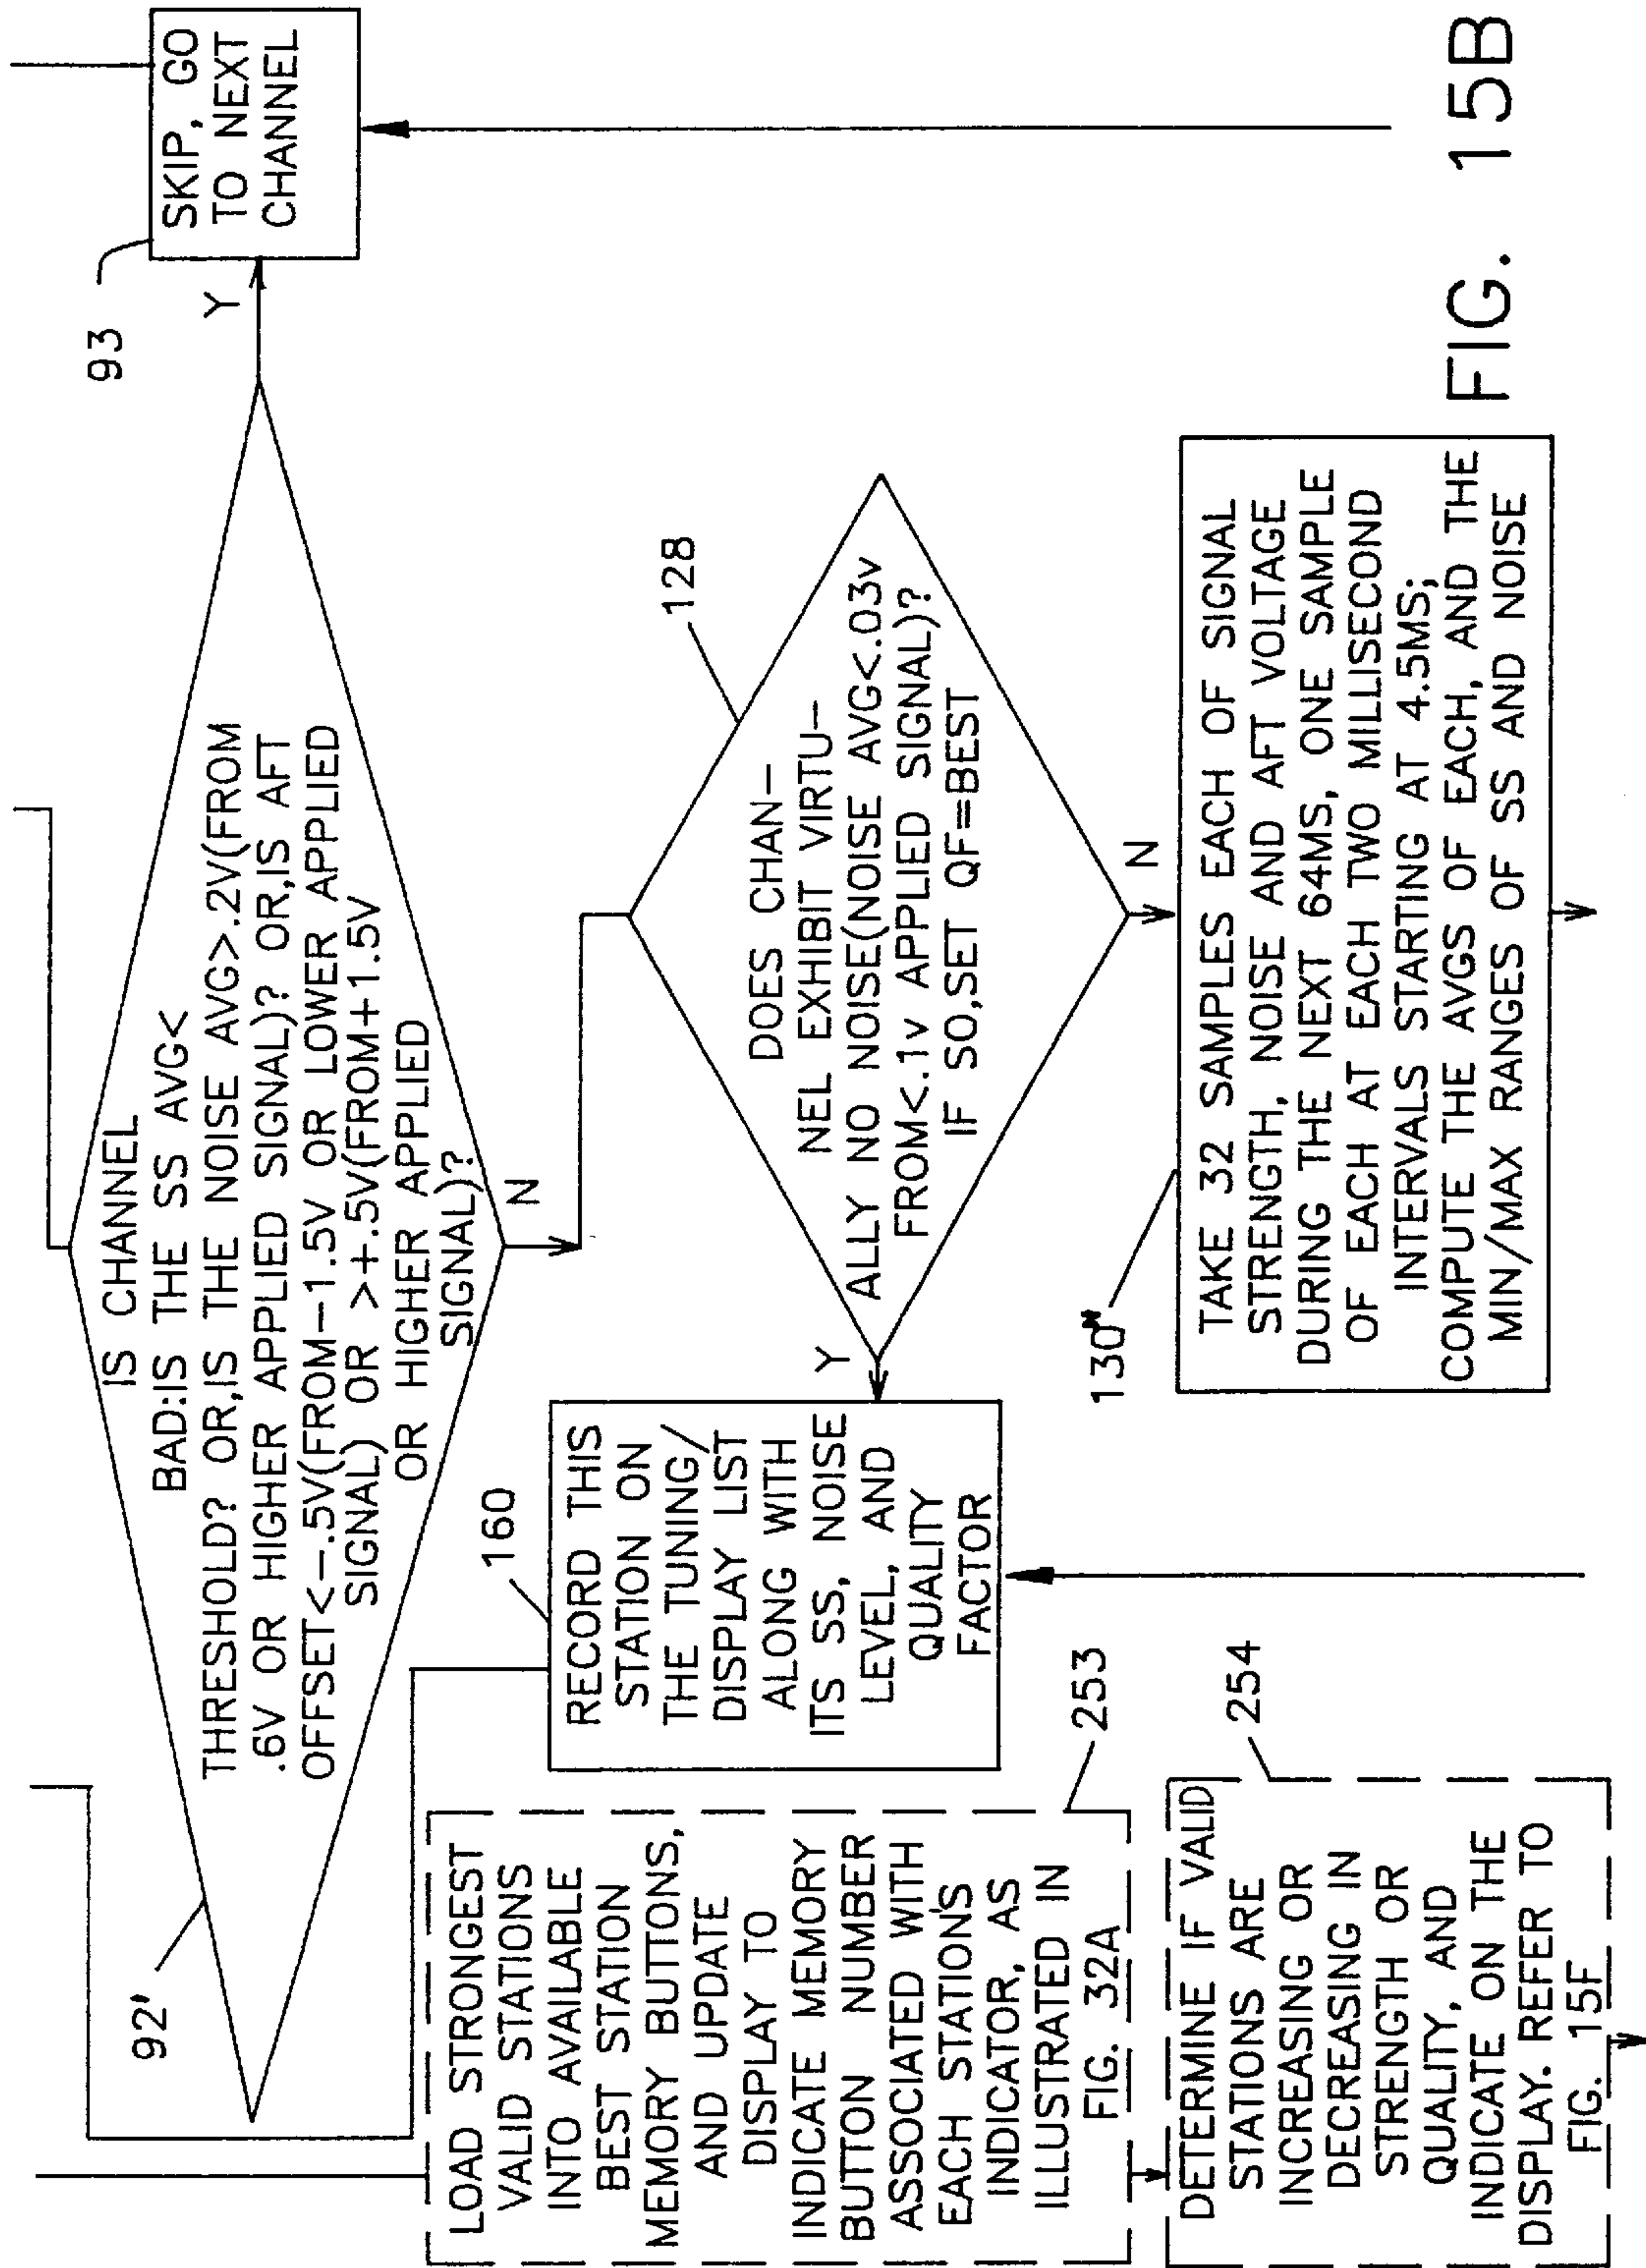 93
SKIP, GO
TO NEXT
CHANNEL
Y
92'
IS CHANNEL
BAD:IS THE SS AVG<
THRESHOLD? OR,IS THE NOISE AVG>.2V(FROM
.6V OR HIGHER APPLIED SIGNAL)? OR,IS AFT
OFFSET<-.5V(FROM-1.5V OR LOWER APPLIED
SIGNAL) OR >+.5V(FROM+1.5V
OR HIGHER APPLIED
SIGNAL)?
N
128
DOES CHAN-
NEL EXHIBIT VIRTU-
ALLY NO NOISE(NOISE AVG<.03v
FROM<.1v APPLIED SIGNAL)?
IF SO,SET QF=BEST
Y
N
160
RECORD THIS
STATION ON
THE TUNING/
DISPLAY LIST
ALONG WITH
ITS SS, NOISE
LEVEL, AND
QUALITY
FACTOR
253
LOAD STRONGEST
VALID STATIONS
INTO AVAILABLE
BEST STATION
MEMORY BUTTONS,
AND UPDATE
DISPLAY TO
INDICATE MEMORY
BUTTON NUMBER
ASSOCIATED WITH
EACH STATION'S
INDICATOR, AS
ILLUSTRATED IN
FIG. 32A
254
DETERMINE IF VALID
STATIONS ARE
INCREASING OR
DECREASING IN
STRENGTH OR
QUALITY, AND
INDICATE ON THE
DISPLAY. REFER TO
FIG. 15F
130"
TAKE 32 SAMPLES EACH OF SIGNAL
STRENGTH, NOISE AND AFT VOLTAGE
DURING THE NEXT 64MS, ONE SAMPLE
OF EACH AT EACH TWO MILLISECOND
INTERVALS STARTING AT 4.5MS;
COMPUTE THE AVGS OF EACH, AND THE
MIN/MAX RANGES OF SS AND NOISE
FIG. 15B